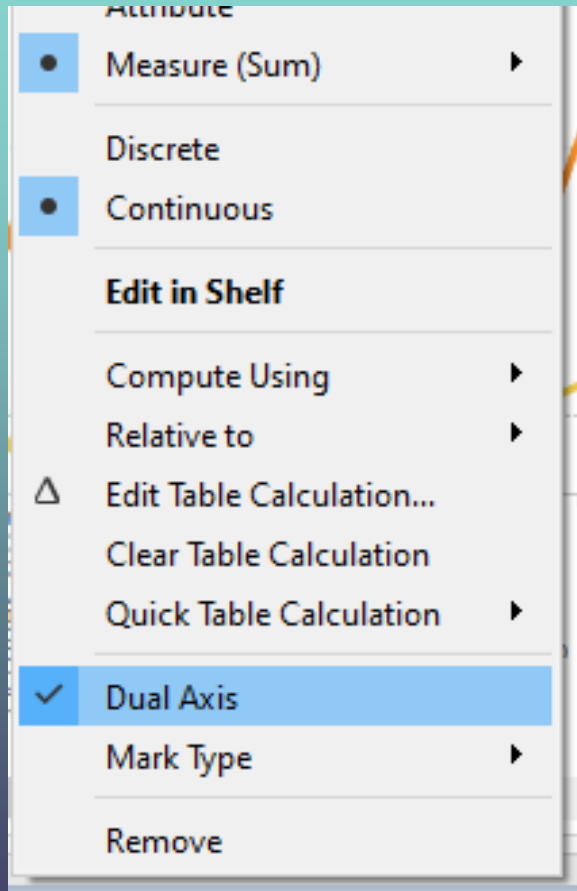 Attribute
Measure (Sum)
Discrete
Continuous
Edit in Shelf
Compute Using
Relative to
Edit Table Calculation...
Clear Table Calculation
Quick Table Calculation
Dual Axis
Mark Type
Remove